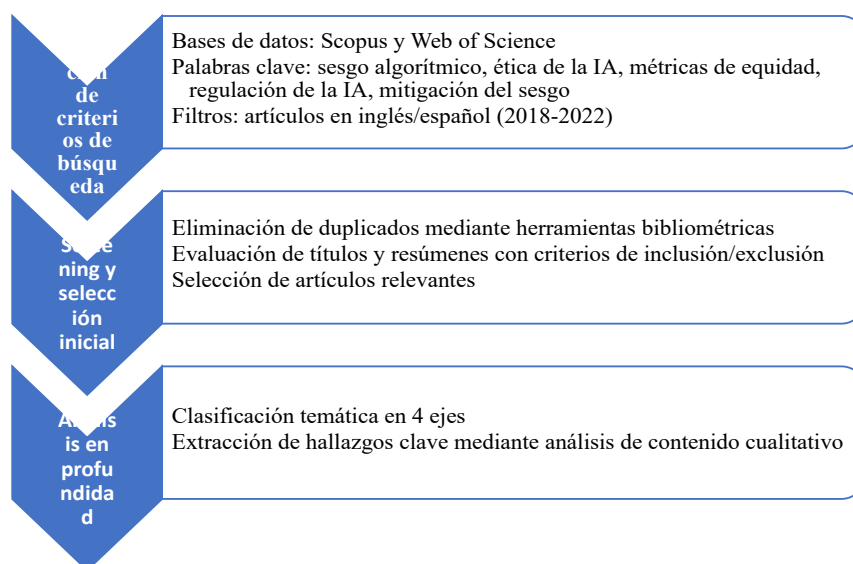 de
criteri
os de
búsqu
eda
Bases de datos: Scopus y Web of Science
Palabras clave: sesgo algorítmico, ética de la IA, métricas de equidad,
regulación de la IA, mitigación del sesgo
Filtros: artículos en inglés/español (2018-2022)
ning y
selecc
ión
inicial
Eliminación de duplicados mediante herramientas bibliométricas
Evaluación de títulos y resúmenes con criterios de inclusión/exclusión
Selección de artículos relevantes
is en
profu
ndida
d
Clasificación temática en 4 ejes
Extracción de hallazgos clave mediante análisis de contenido cualitativo